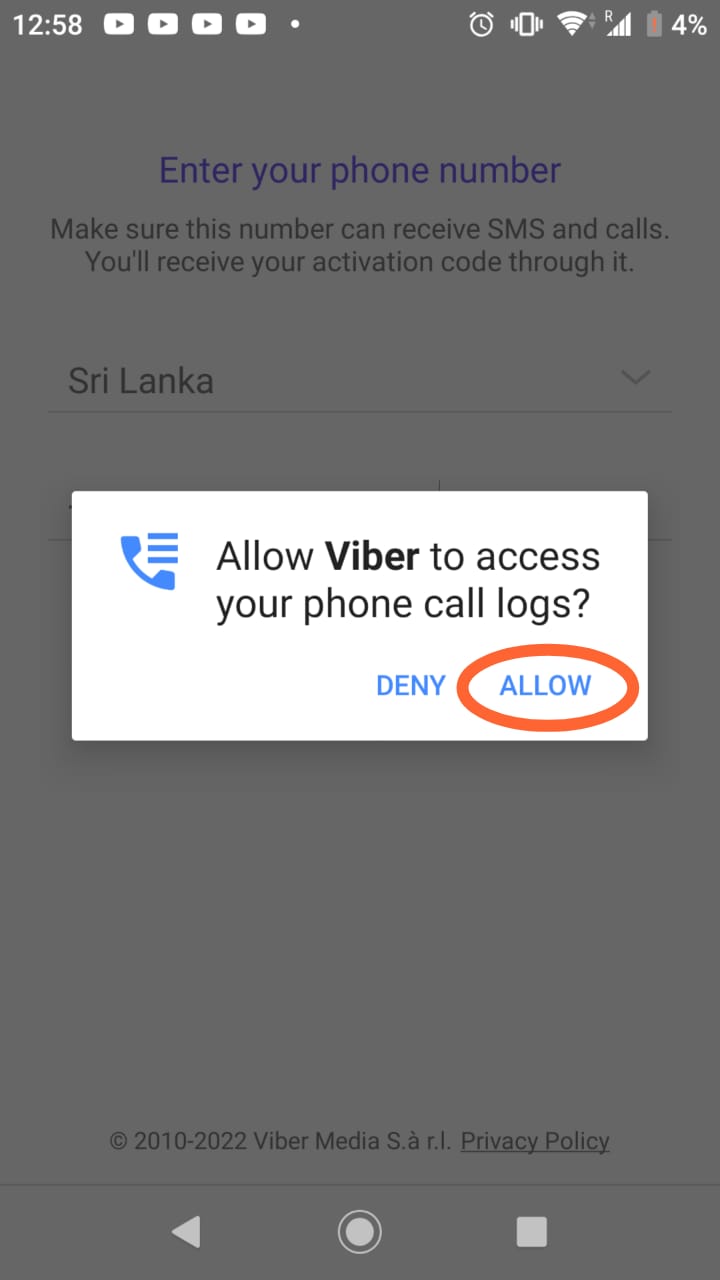 12:58
R
4%
Enter your phone number
Make sure this number can receive SMS and calls.
You'll receive your activation code through it.
Sri Lanka
Allow Viber to access
your phone call logs?
DENY ALLOW
© 2010-2022 Viber Media S.à r.l. Privacy Policy